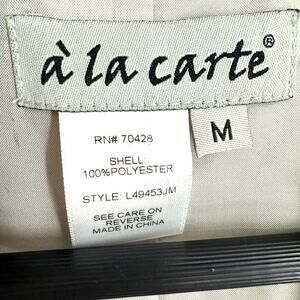 à la carte®
M
RN# 70428
SHELL:
100%POLYESTER
STYLE: L49453JM
SEE CARE ON
REVERSE
MADE IN CHINA